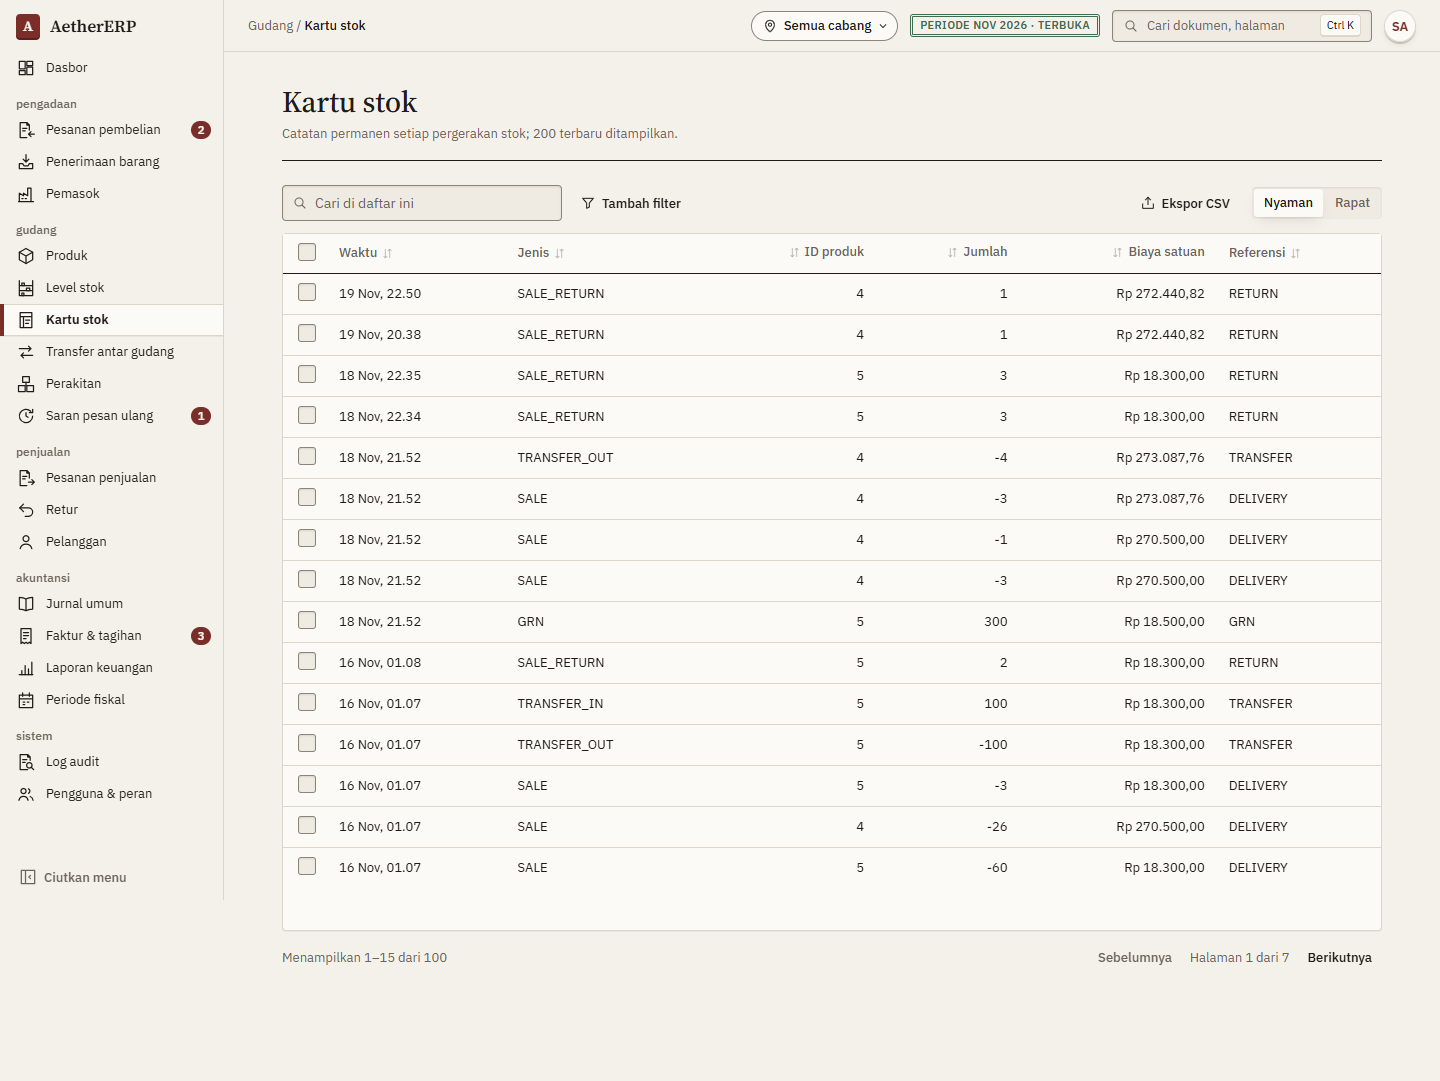 A AetherERP
Gudang / Kartu stok
Semua cabang
PERIODE NOV 2026 · TERBUKA
Cari dokumen, halaman
Ctrl K
SA
Dasbor
pengadaan
Pesanan pembelian 2
Penerimaan barang
Pemasok
gudang
Produk
Level stok
Kartu stok
Transfer antar gudang
Perakitan
Saran pesan ulang 1
penjualan
Pesanan penjualan
Retur
Pelanggan
akuntansi
Jurnal umum
Faktur & tagihan 3
Laporan keuangan
Periode fiskal
sistem
Log audit
Pengguna & peran
Ciutkan menu
Kartu stok
Catatan permanen setiap pergerakan stok; 200 terbaru ditampilkan.
Cari di daftar ini
Tambah filter
Ekspor CSV
Nyaman Rapat
Waktu Jenis ID produk Jumlah Biaya satuan Referensi
19 Nov, 22.50 SALE_RETURN 4 1 Rp 272.440,82 RETURN
19 Nov, 20.38 SALE_RETURN 4 1 Rp 272.440,82 RETURN
18 Nov, 22.35 SALE_RETURN 5 3 Rp 18.300,00 RETURN
18 Nov, 22.34 SALE_RETURN 5 3 Rp 18.300,00 RETURN
18 Nov, 21.52 TRANSFER_OUT 4 -4 Rp 273.087,76 TRANSFER
18 Nov, 21.52 SALE 4 -3 Rp 273.087,76 DELIVERY
18 Nov, 21.52 SALE 4 -1 Rp 270.500,00 DELIVERY
18 Nov, 21.52 SALE 4 -3 Rp 270.500,00 DELIVERY
18 Nov, 21.52 GRN 5 300 Rp 18.500,00 GRN
16 Nov, 01.08 SALE_RETURN 5 2 Rp 18.300,00 RETURN
16 Nov, 01.07 TRANSFER_IN 5 100 Rp 18.300,00 TRANSFER
16 Nov, 01.07 TRANSFER_OUT 5 -100 Rp 18.300,00 TRANSFER
16 Nov, 01.07 SALE 5 -3 Rp 18.300,00 DELIVERY
16 Nov, 01.07 SALE 4 -26 Rp 270.500,00 DELIVERY
16 Nov, 01.07 SALE 5 -60 Rp 18.300,00 DELIVERY
Menampilkan 1–15 dari 100
Sebelumnya Halaman 1 dari 7 Berikutnya